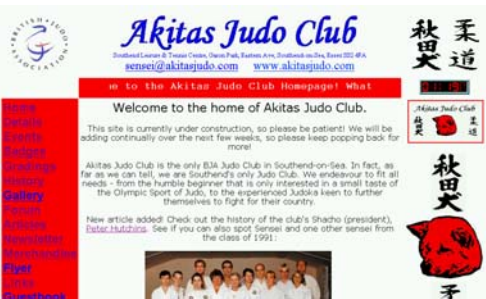 BRITISH JUDO ASSOCIATION
Akitas Judo Club
Southend Leisure & Tennis Centre, Garon Park, Eastern Ave, Southend-on-Sea, Essex SS2 4FA
sensei@akitasjudo.com www.akitasjudo.com
e to the Akitas Judo Club Homepage! What
Home
Details
Events
Badges
Gradings
History
Gallery
Forum
Articles
Newsletter
Merchandise
Flyer
Links
Guestbook
Welcome to the home of Akitas Judo Club.
This site is currently under construction, so please be patient! We will be
adding continually over the next few weeks, so please keep popping back for
more!
Akitas Judo Club is the only BJA Judo Club in Southend-on-Sea. In fact, as
far as we can tell, we are Southend's only Judo Club. We endeavour to fit all
needs - from the humble beginner that is only interested in a small taste of
the Olympic Sport of Judo, to the experienced Judoka keen to further
themselves to fight for their country.
New article added! Check out the history of the club's Shacho (president),
Peter Hutchins. See if you can also spot Sensei and one other sensei from
the class of 1991:
秋田犬
柔道
Akitas Judo Club
秋田犬
柔道
秋田犬
柔